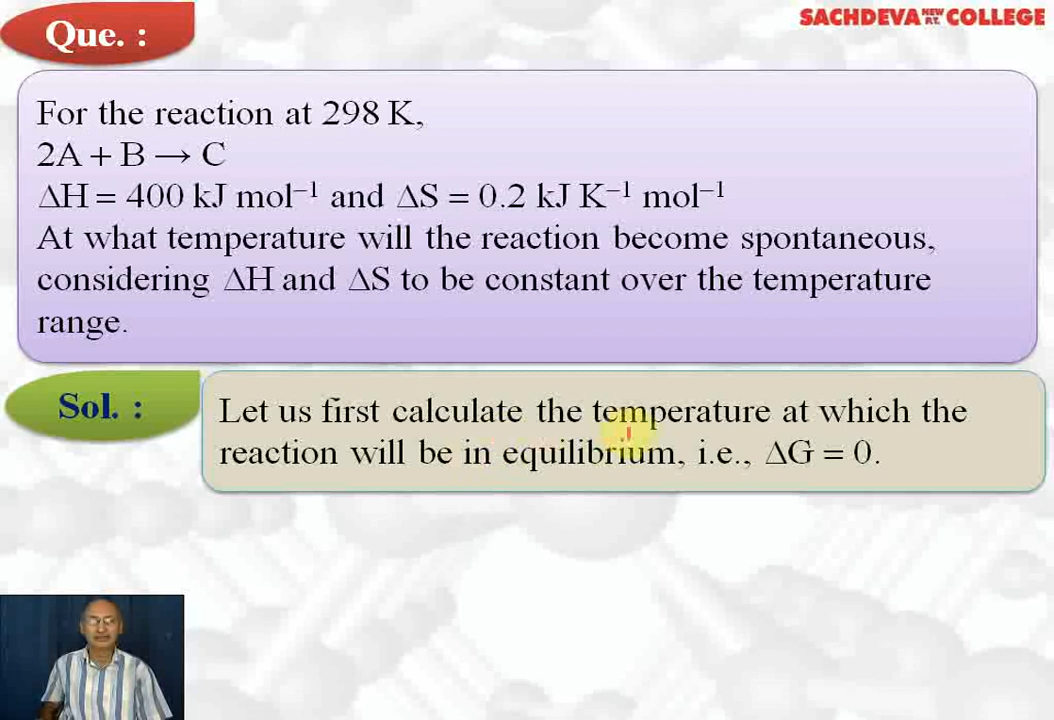 Que. :
SACHDEVA NEW P.T. COLLEGE
For the reaction at 298 K,
2A + B → C
ΔH = 400 kJ mol⁻¹ and ΔS = 0.2 kJ K⁻¹ mol⁻¹
At what temperature will the reaction become spontaneous,
considering ΔH and ΔS to be constant over the temperature
range.
Sol. :
Let us first calculate the temperature at which the
reaction will be in equilibrium, i.e., ΔG = 0.